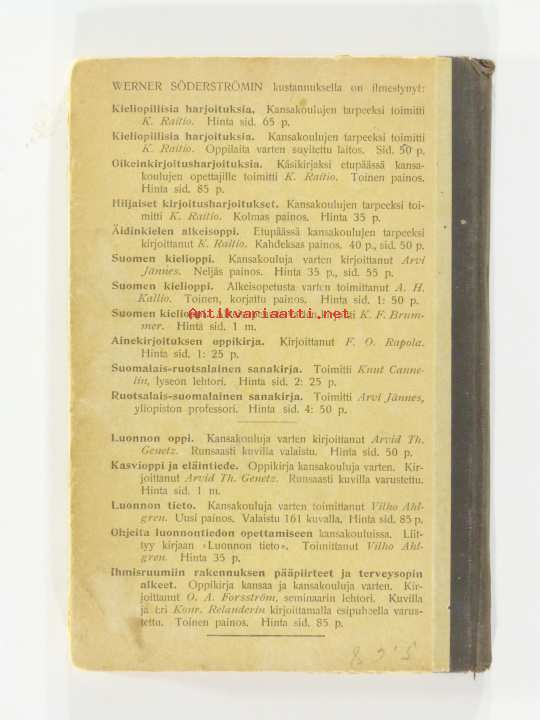 WERNER SÖDERSTRÖMIN kustannuksella on ilmestynyt:
Kieliopillisia harjoituksia, Kansakoulujen tarpeeksi toimitti
K. Raitio. Hinta sid. 65 p.
Kieliopillisia harjoituksia. Kansakoulujen tarpeeksi toimitti
K. Raitio. Oppilaita varten sovitettu laitos. Sid. 50 p.
Oikeinkirjoitusharjoituksia. Käsikirjaksi etupäässä kansa-
koulujen opettajille toimitti K. Raitio. Toinen painos.
Hinta sid. 85 p.
Hiljaiset kirjoitusharjoitukset. Kansakoulujen tarpeeksi toi-
mitti K. Raitio. Kolmas painos. Hinta 35 p.
Äidinkielen alkeisoppi. Etupäässä kansakoulujen tarpeeksi
kirjoittanut K. Raitio. Kahdeksas painos. 40 p., sid. 50 p.
Suomen kielioppi. Kansakouluja varten kirjoittanut Arvi
Jännes. Neljäs painos. Hinta 35 p., sid. 55 p.
Suomen kielioppi. Alkeisopetusta varten toimittanut A. H.
Kallio. Toinen, korjattu painos. Hinta sid. 1: 50 p.
Antikvariaatti.net
Suomen kielioppi. K. F. Brum-
mer. Hinta sid. 1 m.
Ainekirjoituksen oppikirja. Kirjoittanut F. O. Rapola.
Hinta sid. 1: 25 p.
Suomalais-ruotsalainen sanakirja. Toimitti Knut Canne-
lin, lyseon lehtori. Hinta sid. 2: 25 p.
Ruotsalais-suomalainen sanakirja. Toimitti Arvi Jännes,
yliopiston professori. Hinta sid. 4: 50 p.
Luonnon oppi. Kansakouluja varten kirjoittanut Arvid Th.
Genetz. Runsaasti kuvilla valaistu. Hinta sid. 50 p.
Kasvioppi ja eläintiede. Oppikirja kansakouluja varten. Kir-
joittanut Arvid Th. Genetz. Runsaasti kuvilla varustettu.
Hinta sid. 1 m.
Luonnon tieto. Kansakouluja varten toimittanut Vilho Ahl-
gren. Uusi painos. Valaistu 161 kuvalla. Hinta sid. 85 p.
Ohjeita luonnontiedon opettamiseen kansakouluissa. Liit-
tyy kirjaan »Luonnon tieto». Toimittanut Vilho Ahl-
gren. Hinta 35 p.
Ihmisruumiin rakennuksen pääpiirteet ja terveysopin
alkeet. Oppikirja kansaa ja kansakouluja varten. Kir-
joittanut O. A. Forsström, seminaarin lehtori. Kuvilla
ja t:ri Konr. Relanderin kirjoittamalla esipuheella varus-
tettu. Toinen painos. Hinta sid. 85 p.